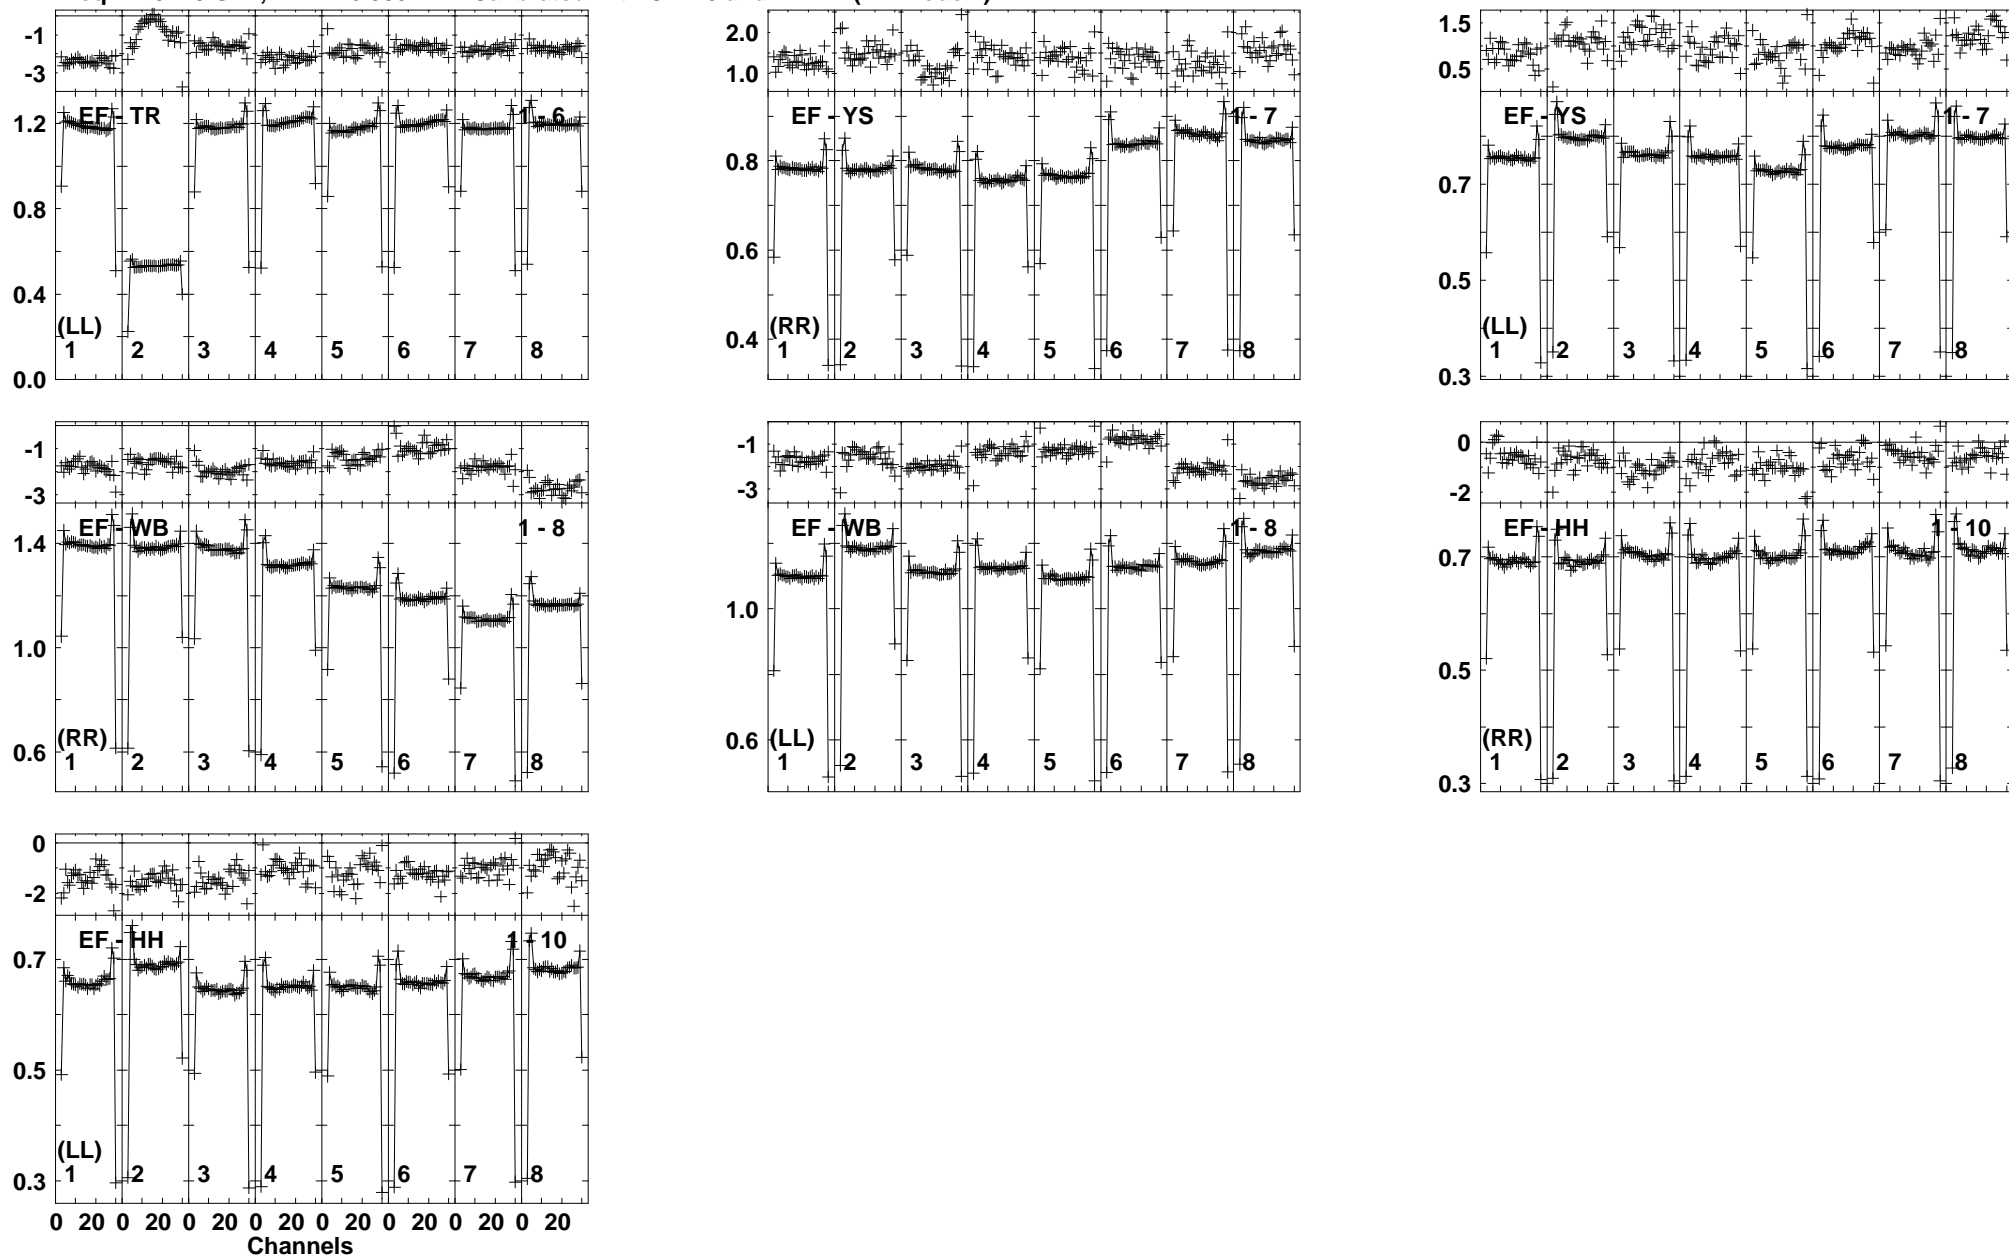 -1
-3
EF - TR 1 - 6
1.2
0.8
0.4
(LL)
1 2 3 4 5 6 7 8
0.0
2.0
1.0
EF - YS 1 - 7
0.8
0.6
(RR)
0.4
1 2 3 4 5 6 7 8
1.5
0.5
EF - YS 1 - 7
0.7
0.5
(LL)
1 2 3 4 5 6 7 8
0.3
-1
-3
EF - WB 1 - 8
1.4
1.0
(RR)
0.6
1 2 3 4 5 6 7 8
-1
-3
EF - WB 1 - 8
1.0
0.6
(LL)
1 2 3 4 5 6 7 8
0
-2
EF - HH 1 - 10
0.7
0.5
(RR)
1 2 3 4 5 6 7 8
0.3
0
-2
EF - HH 1 - 10
0.7
0.5
(LL)
1 2 3 4 5 6 7 8
0.3
0 20 0 20 0 20 0 20 0 20 0 20 0 20 0 20
Channels